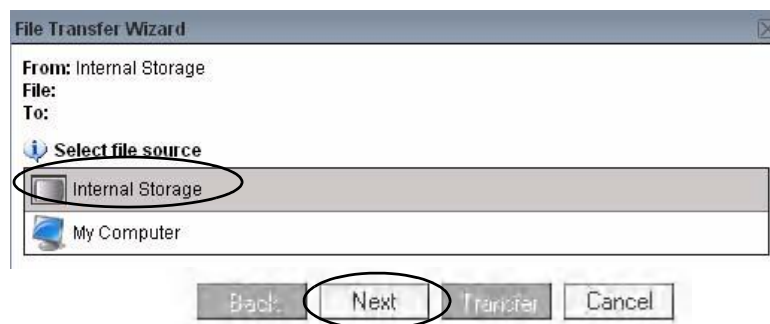 File Transfer Wizard
From: Internal Storage
File:
To:
Select file source
Internal Storage
My Computer
Back Next Transfer Cancel